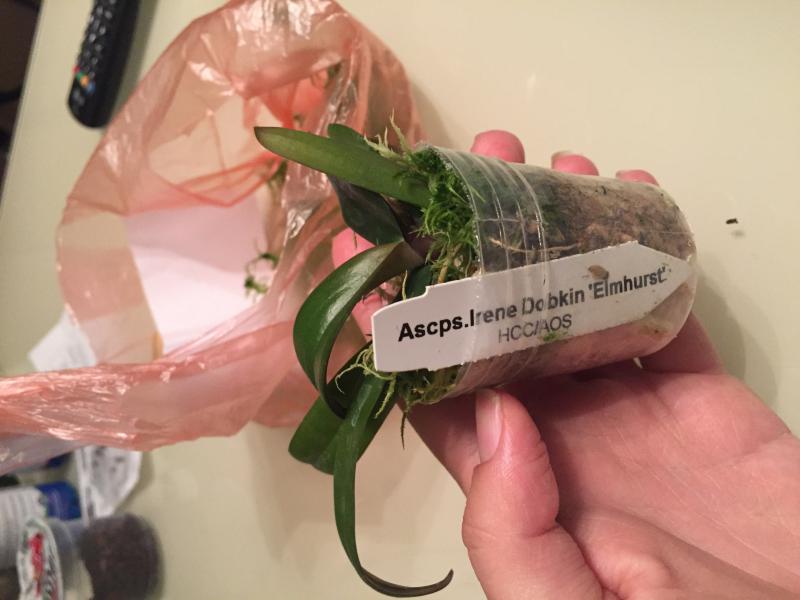 Ascps.Irene Dobkin 'Elmhurst'
HCC/AOS